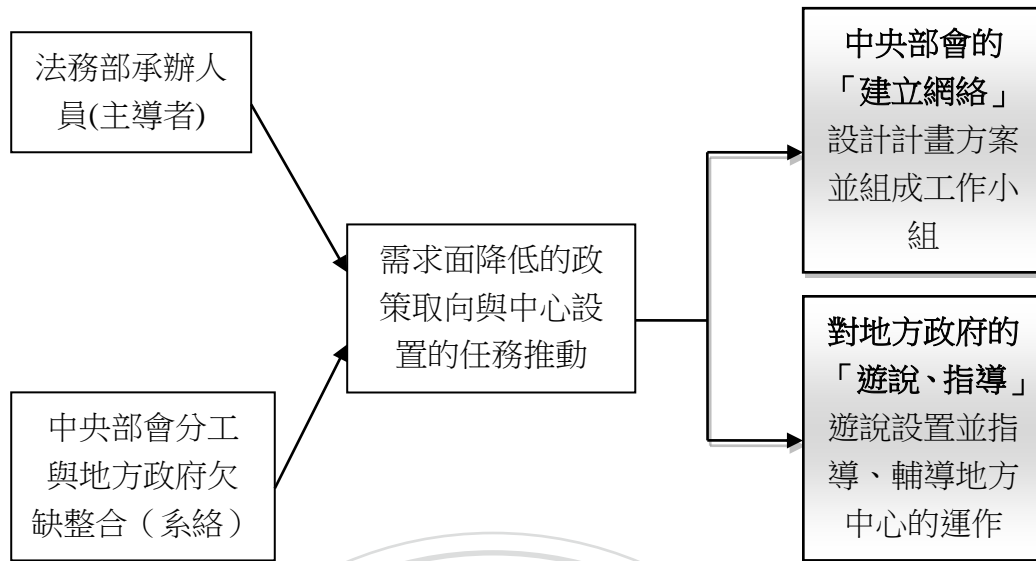 法務部承辦人
員(主導者)
中央部會分工
與地方政府欠
缺整合（系絡）
需求面降低的政
策取向與中心設
置的任務推動
中央部會的
「建立網絡」
設計計畫方案
並組成工作小
組
對地方政府的
「遊說、指導」
遊說設置並指
導、輔導地方
中心的運作